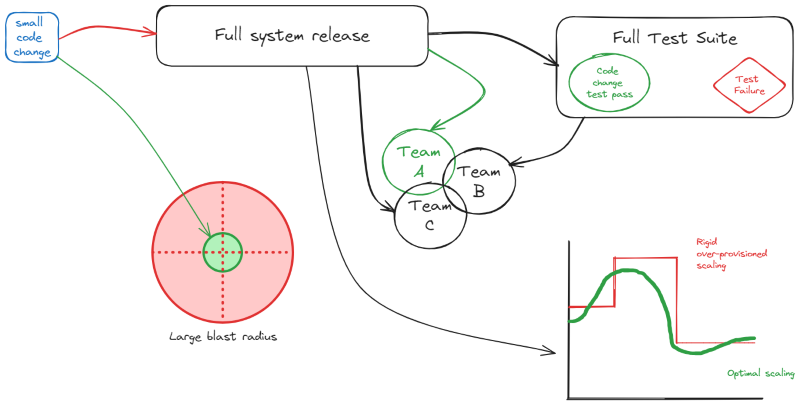 small
code
change
Full system release
Full Test Suite
Code
change
test pass
Test
Failure
Team
A
Team
B
Team
C
Large blast radius
Rigid
over-provisioned
scaling
Optimal scaling